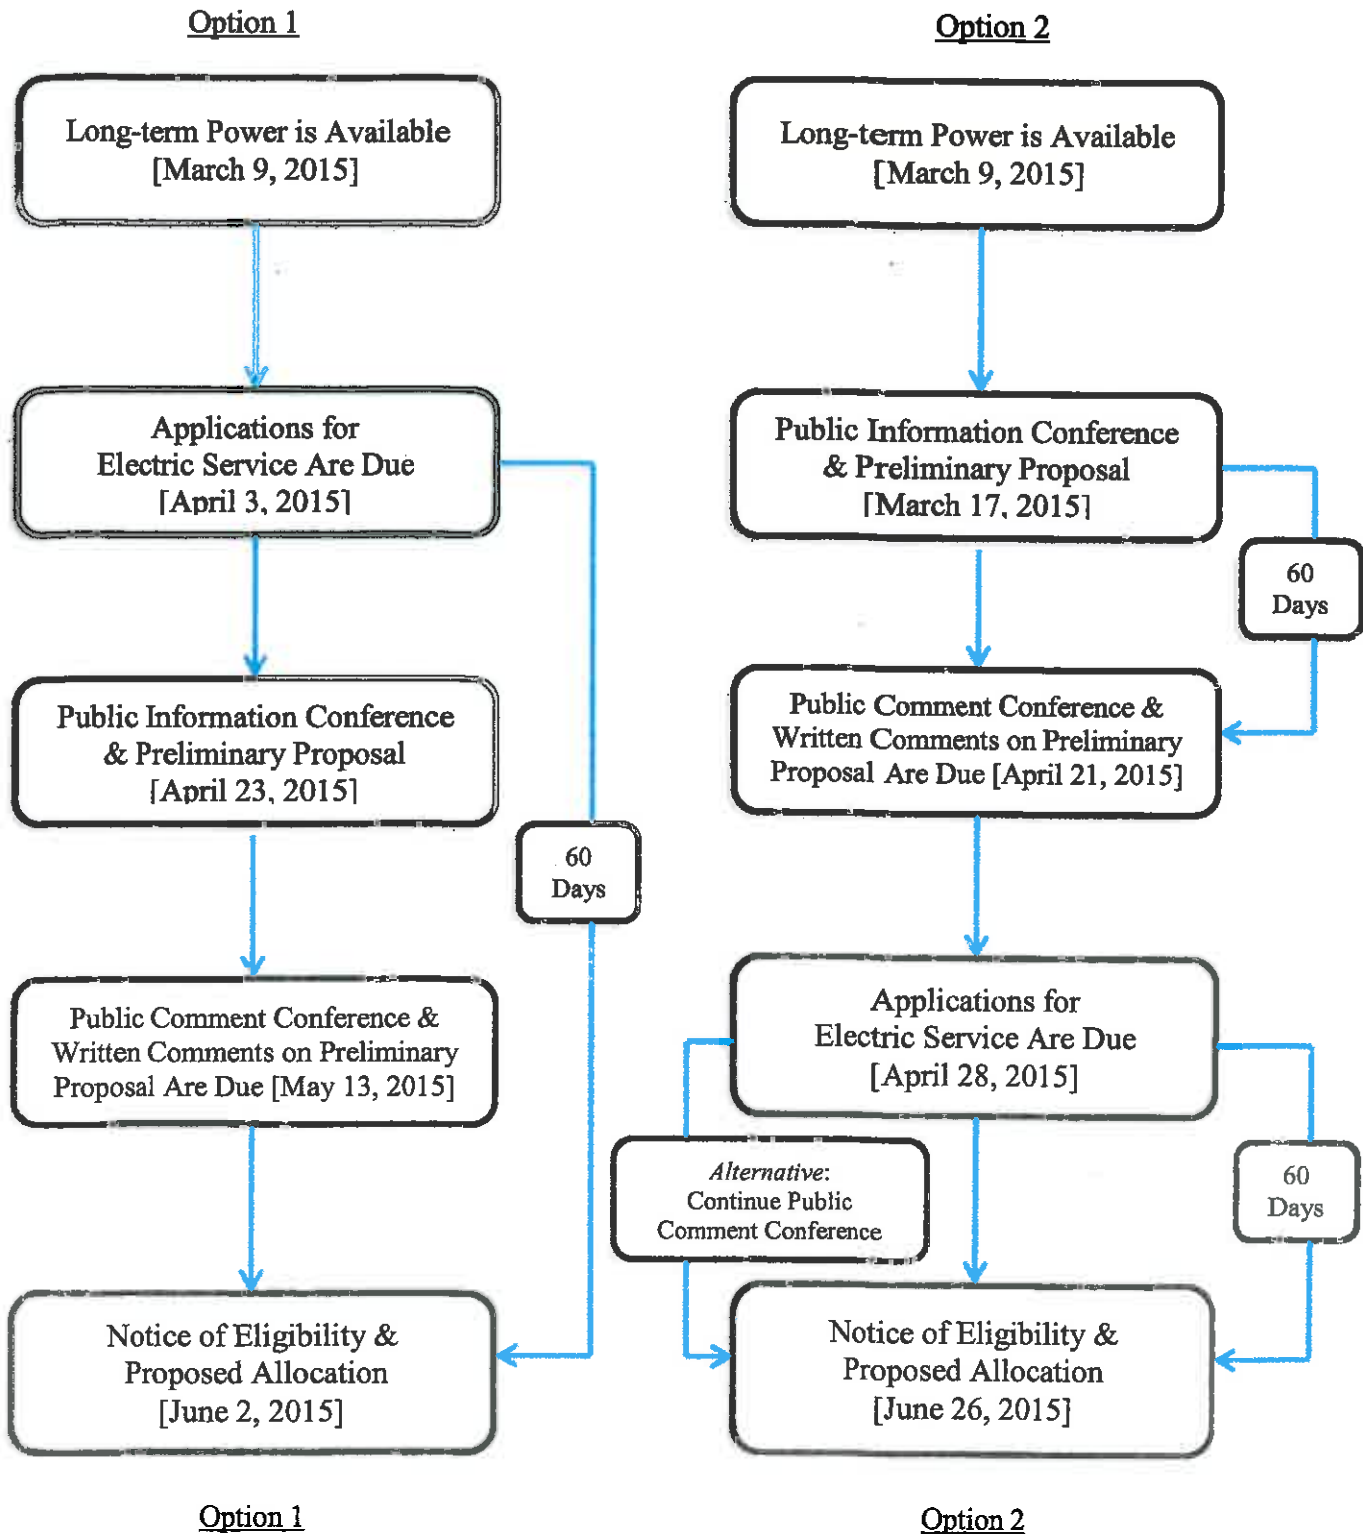 Option 1
Long-term Power is Available
[March 9, 2015]
Applications for
Electric Service Are Due
[April 3, 2015]
Public Information Conference
& Preliminary Proposal
[April 23, 2015]
60
Days
Public Comment Conference &
Written Comments on Preliminary
Proposal Are Due [May 13, 2015]
Notice of Eligibility &
Proposed Allocation
[June 2, 2015]
Option 1
Option 2
Long-term Power is Available
[March 9, 2015]
Public Information Conference
& Preliminary Proposal
[March 17, 2015]
60
Days
Public Comment Conference &
Written Comments on Preliminary
Proposal Are Due [April 21, 2015]
Applications for
Electric Service Are Due
[April 28, 2015]
Alternative:
Continue Public
Comment Conference
60
Days
Notice of Eligibility &
Proposed Allocation
[June 26, 2015]
Option 2